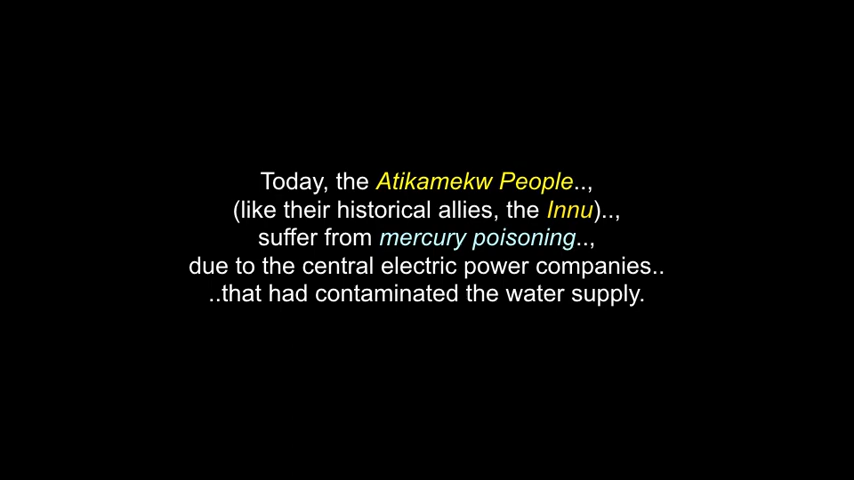 Today, the Atikamekw People..,
(like their historical allies, the Innu)..,
suffer from mercury poisoning..,
due to the central electric power companies..
..that had contaminated the water supply.